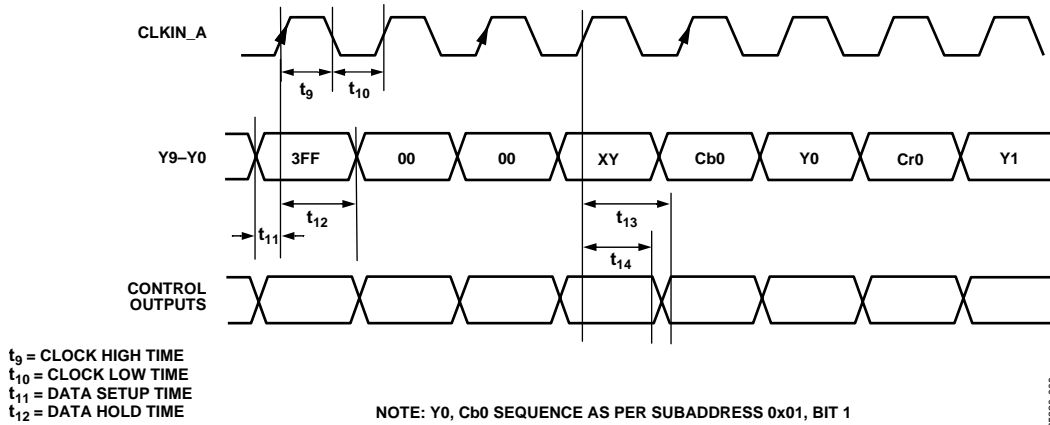 CLKIN_A
t9
t10
Y9–Y0
3FF
00
00
XY
Cb0
Y0
Cr0
Y1
t12
t11
t13
t14
CONTROL
OUTPUTS
t9 = CLOCK HIGH TIME
t10 = CLOCK LOW TIME
t11 = DATA SETUP TIME
t12 = DATA HOLD TIME
NOTE: Y0, Cb0 SEQUENCE AS PER SUBADDRESS 0x01, BIT 1